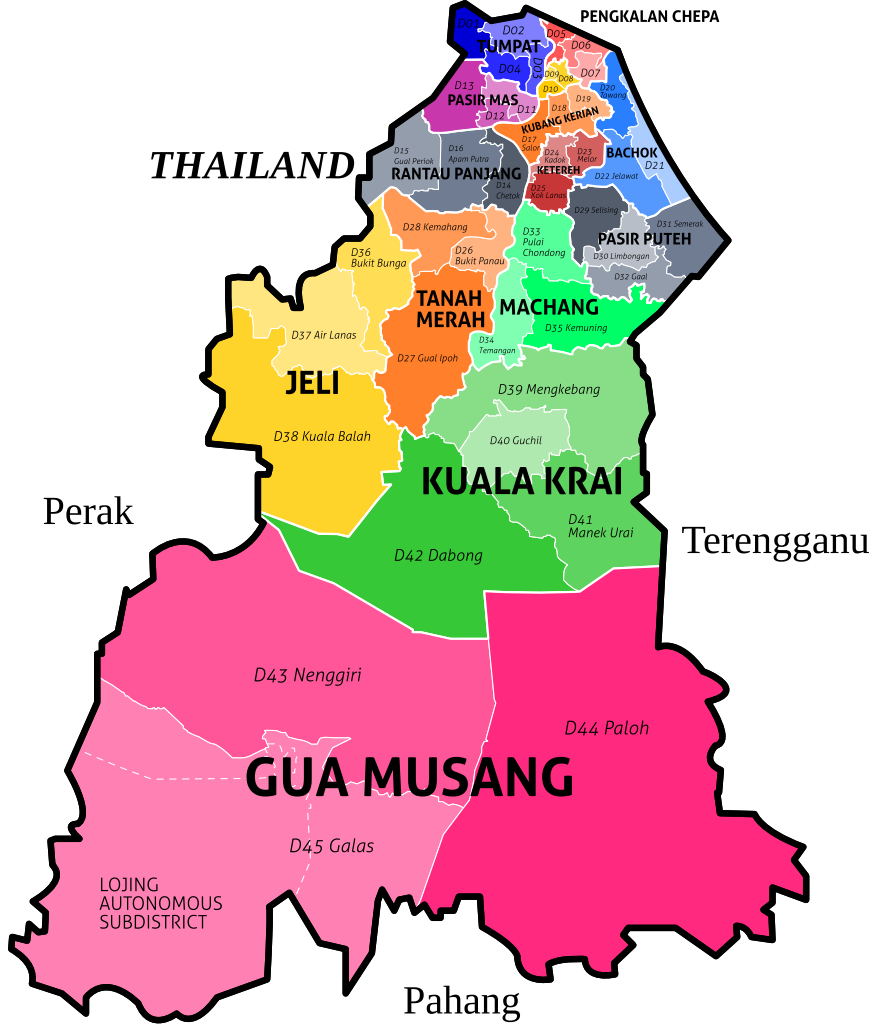 PENGKALAN CHEPA
D01
D02
D05
D06
TUMPAT
D04
D03
D09
D08
D07
D10
D13
PASIR MAS
D12
D11
D20
Tawang
D19
D18
KUBANG KERIAN
D17
Salor
THAILAND
D15
Gual Periok
D16
Apam Putra
RANTAU PANJANG
D14
Chetok
D24
Kadok
D23
Melor
KETEREH
D25
Kok Lanas
BACHOK
D21
D22 Jelawat
D29 Selising
D31 Semerak
PASIR PUTEH
D30 Limbongan
D32 Gaal
D28 Kemahang
D26
Bukit Panau
D33
Pulai
Chondong
D36
Bukit Bunga
TANAH
MERAH
MACHANG
D35 Kemuning
D37 Air Lanas
D34
Temangan
D27 Gual Ipoh
JELI
D39 Mengkebang
D38 Kuala Balah
D40 Guchil
KUALA KRAI
Perak
D41
Manek Urai
Terengganu
D42 Dabong
D43 Nenggiri
D44 Paloh
GUA MUSANG
D45 Galas
LOJING
AUTONOMOUS
SUBDISTRICT
Pahang